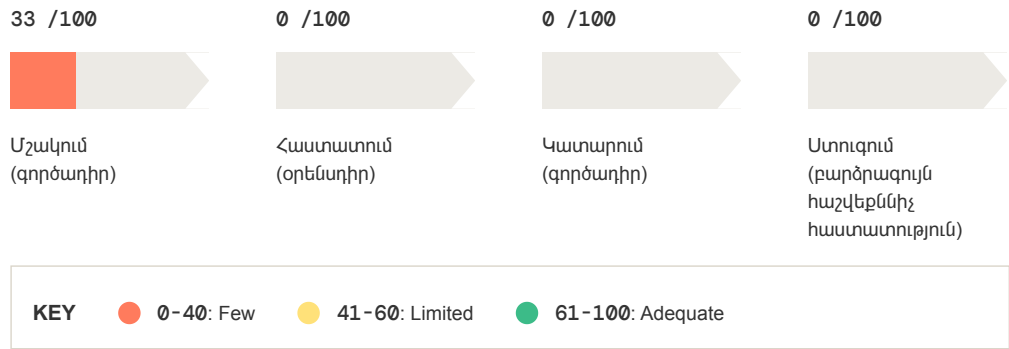 33 /100
0 /100
0 /100
0 /100
Մշակում
(գործադիր)
Հաստատում
(օրենսդիր)
Կատարում
(գործադիր)
Ստուգում
(բարձրագույն
հաշվեքննիչ
հաստատություն)
KEY 0-40: Few 41-60: Limited 61-100: Adequate